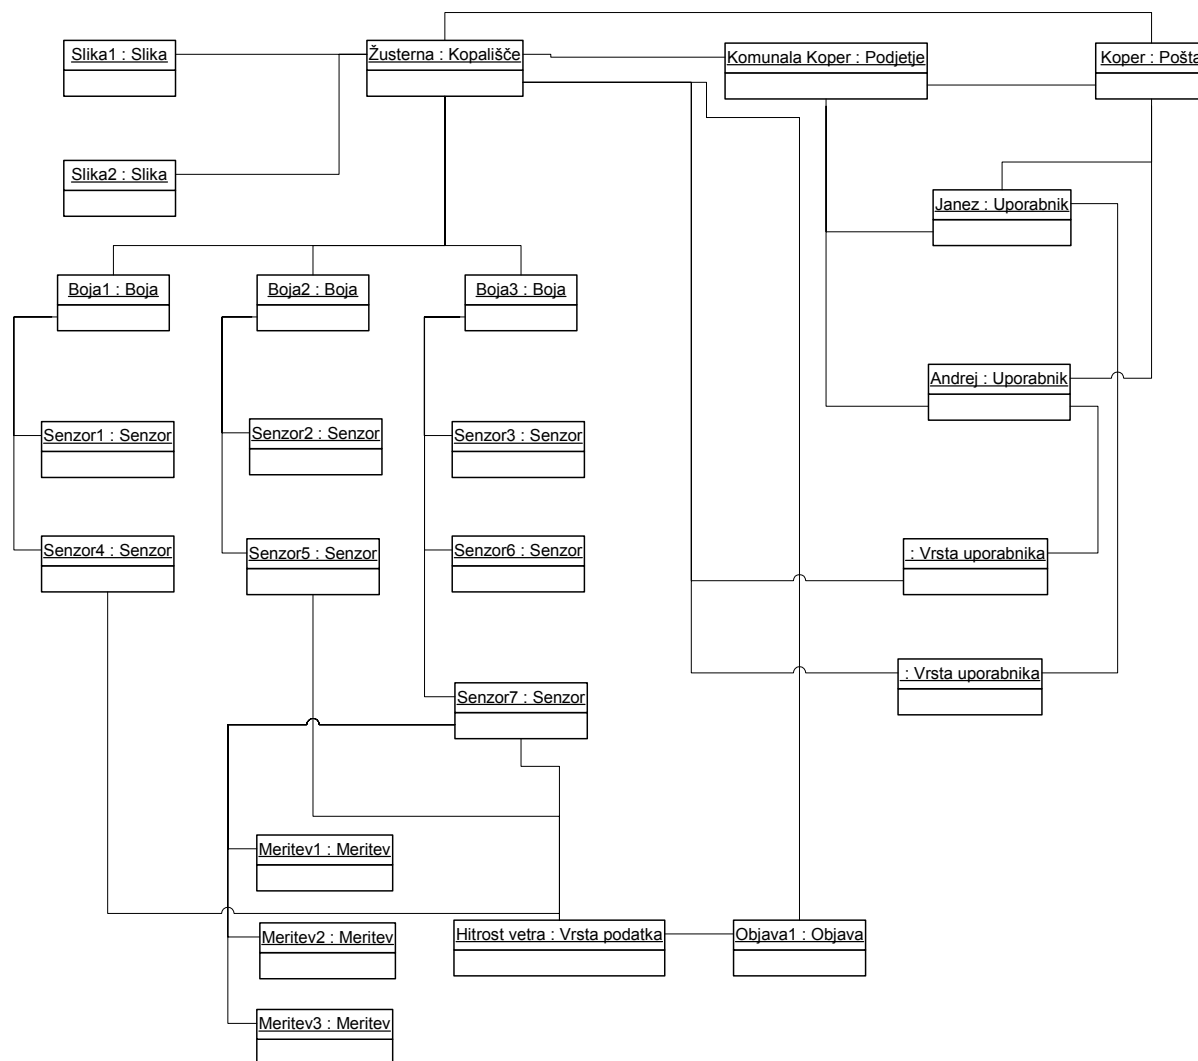 Slika1 : Slika
Žusterna : Kopališče
Komunala Koper : Podjetje
Koper : Pošta
Slika2 : Slika
Janez : Uporabnik
Boja1 : Boja
Boja2 : Boja
Boja3 : Boja
Andrej : Uporabnik
Senzor1 : Senzor
Senzor2 : Senzor
Senzor3 : Senzor
Senzor4 : Senzor
Senzor5 : Senzor
Senzor6 : Senzor
: Vrsta uporabnika
: Vrsta uporabnika
Senzor7 : Senzor
Meritev1 : Meritev
Meritev2 : Meritev
Hitrost vetra : Vrsta podatka
Objava1 : Objava
Meritev3 : Meritev